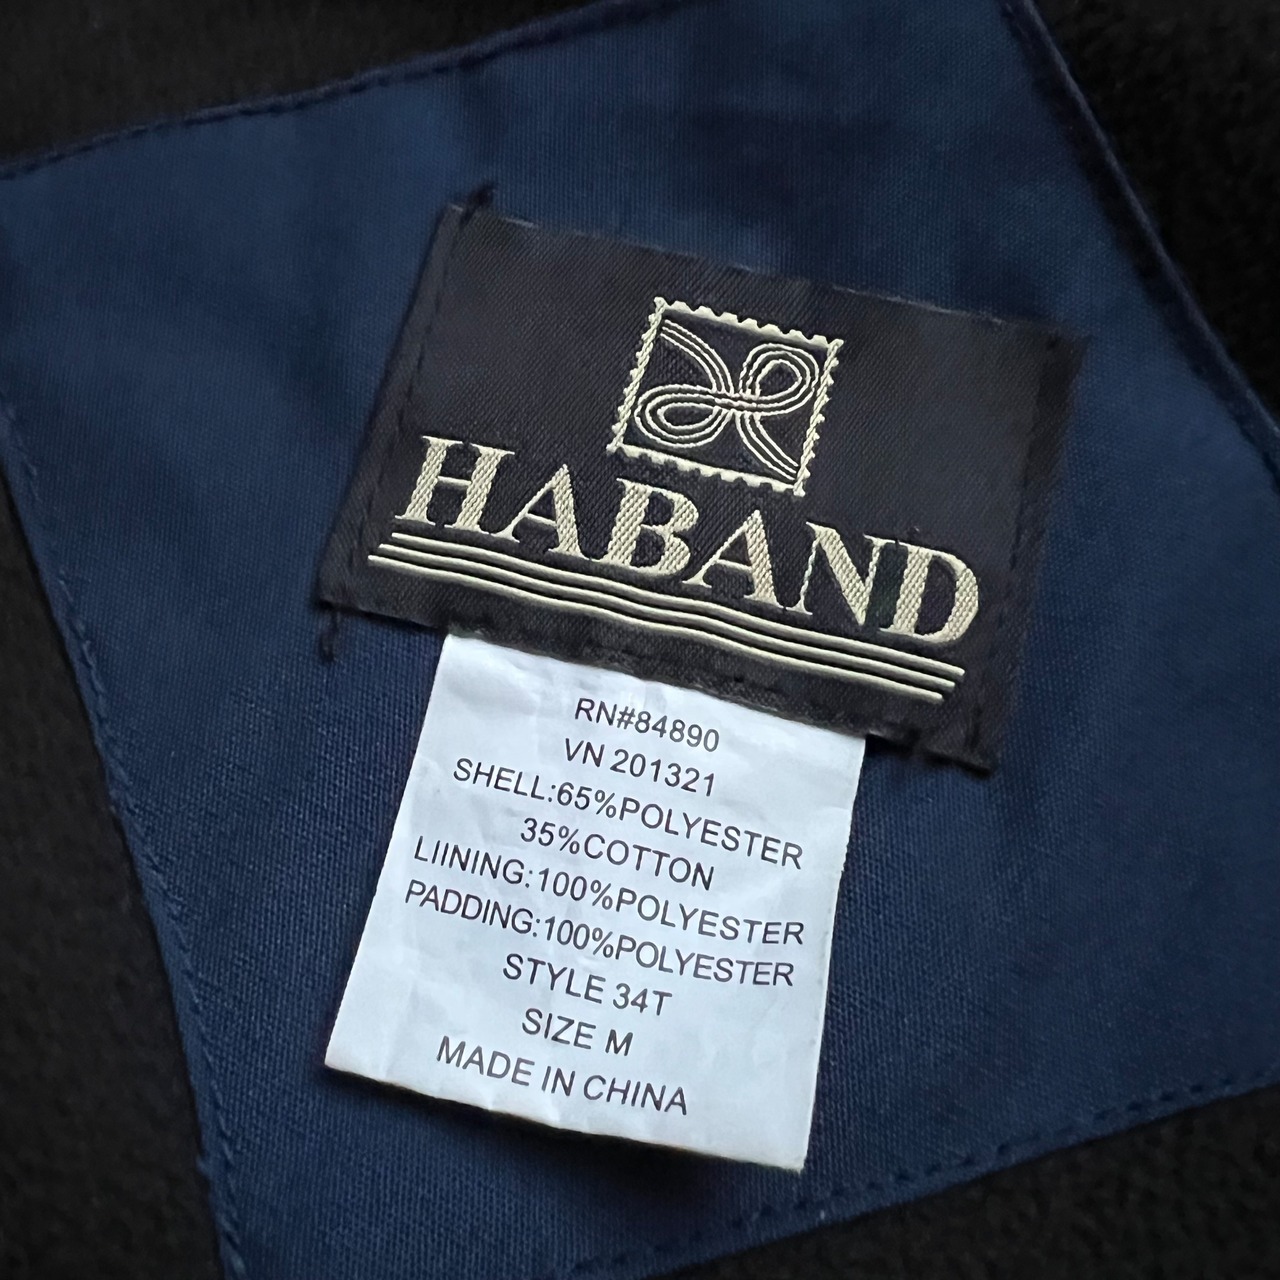 HABAND
RN#84890
VN 201321
SHELL:65%POLYESTER
35%COTTON
LIINING:100%POLYESTER
PADDING:100%POLYESTER
STYLE 34T
SIZE M
MADE IN CHINA